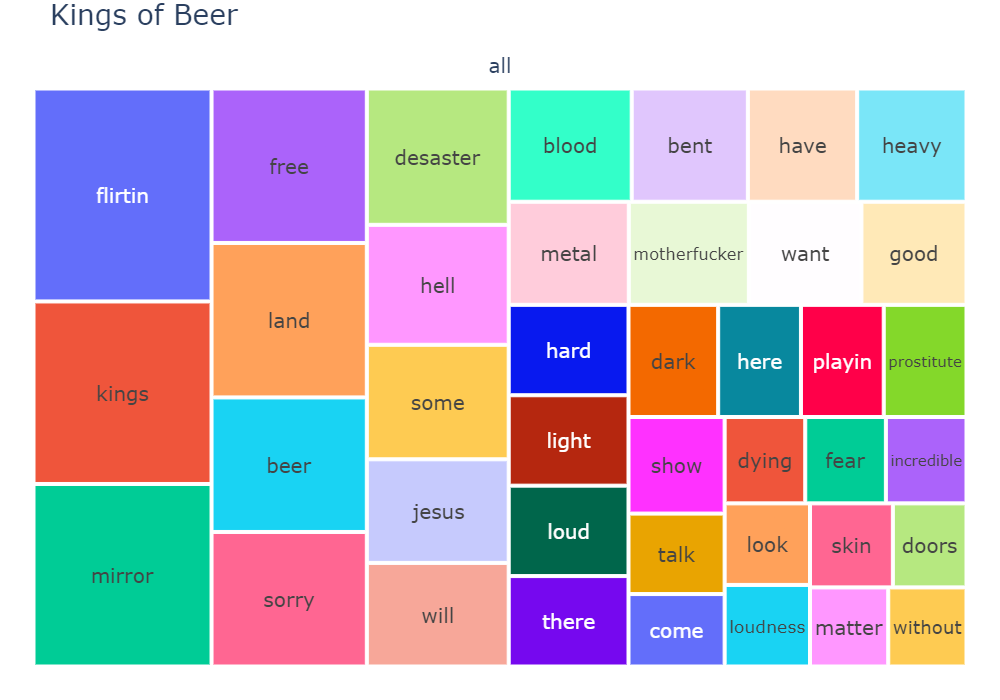 Kings of Beer
all
flirtin
kings
mirror
free
land
beer
sorry
desaster
hell
some
jesus
will
blood
bent
have
heavy
metal
motherfucker
want
good
hard
light
loud
there
dark
here
playin
prostitute
show
talk
come
dying
fear
incredible
look
skin
doors
loudness
matter
without